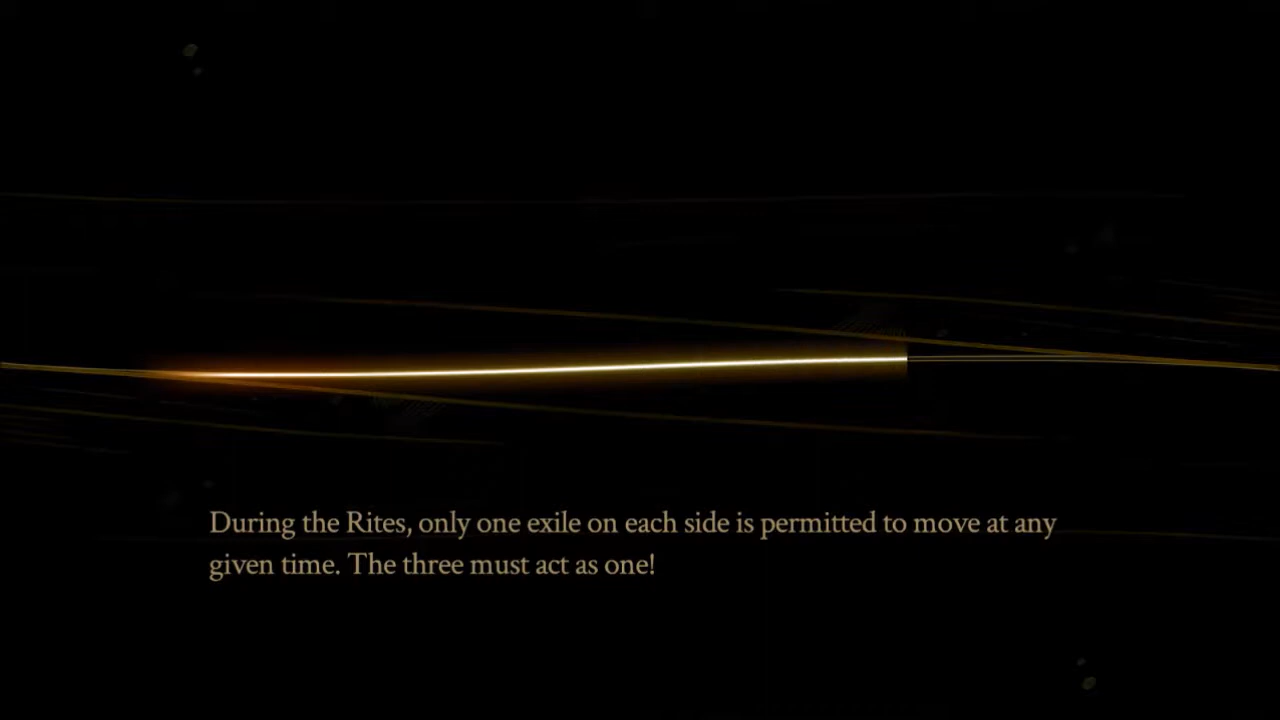 During the Rites, only one exile on each side is permitted to move at any
given time. The three must act as one!